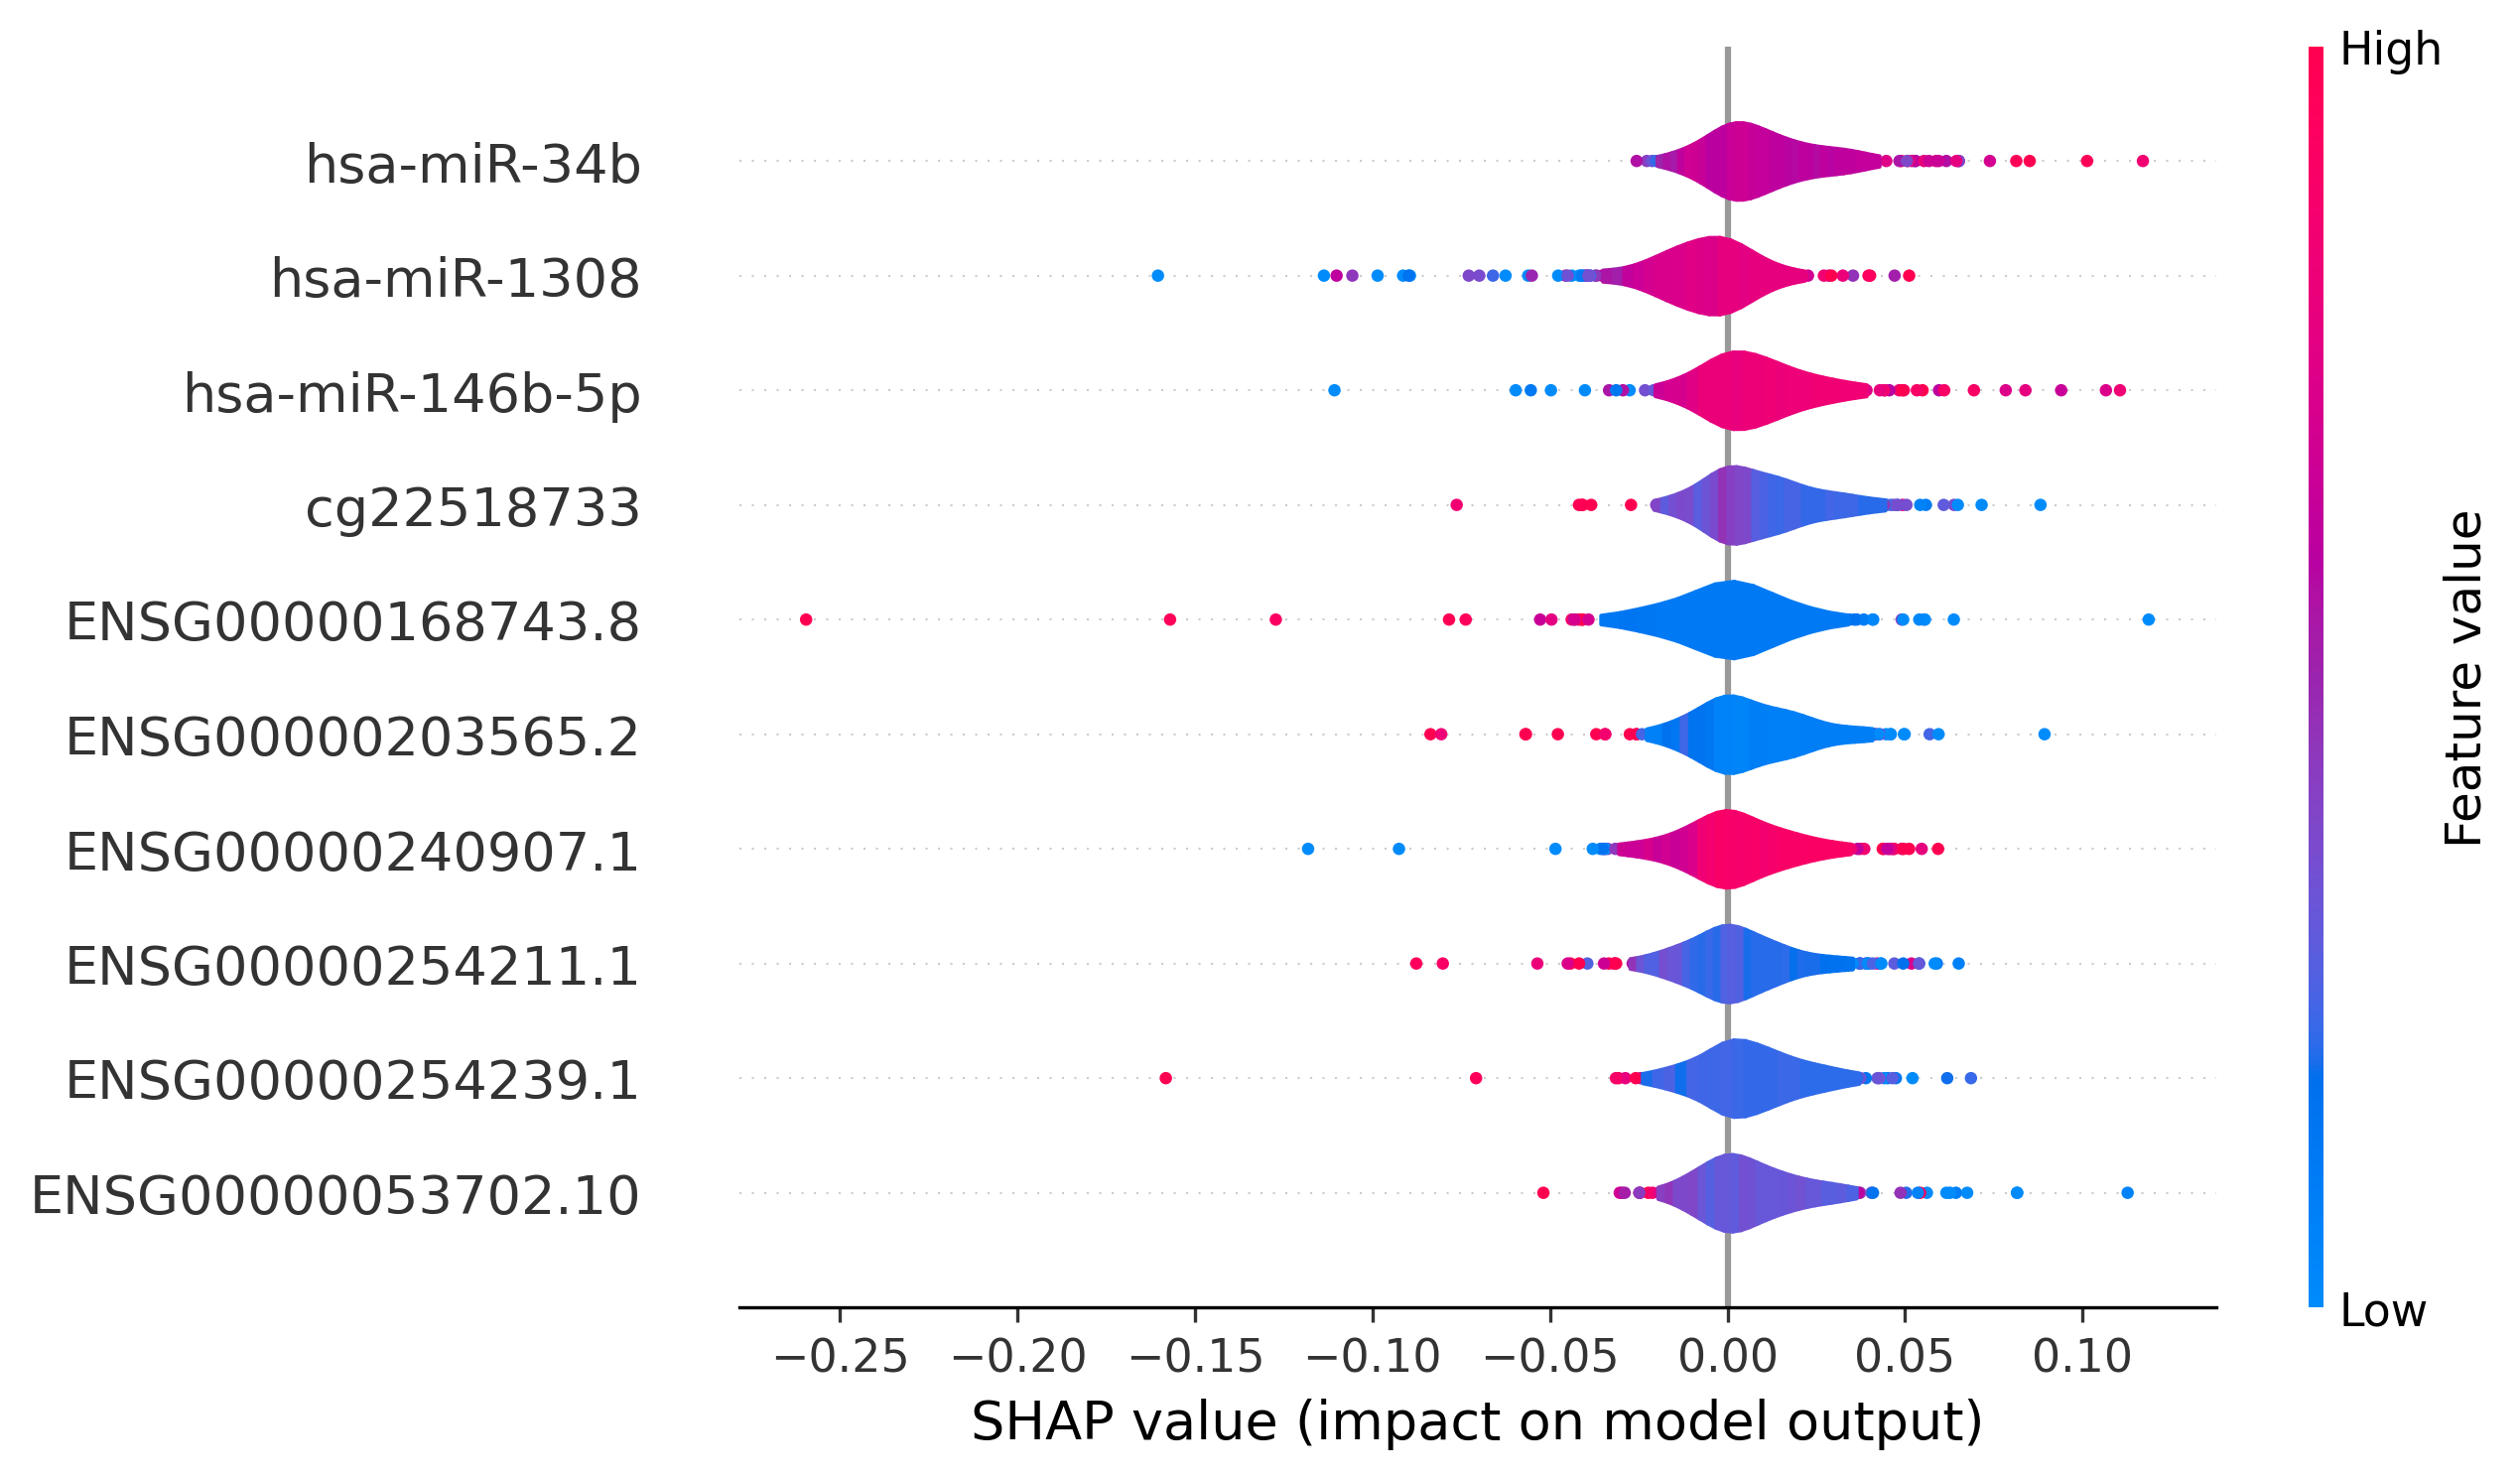 High
hsa-miR-34b
hsa-miR-1308
hsa-miR-146b-5p
cg22518733
ENSG00000168743.8
ENSG00000203565.2
ENSG00000240907.1
ENSG00000254211.1
ENSG00000254239.1
ENSG00000053702.10
Feature value
Low
−0.25 −0.20 −0.15 −0.10 −0.05 0.00 0.05 0.10
SHAP value (impact on model output)